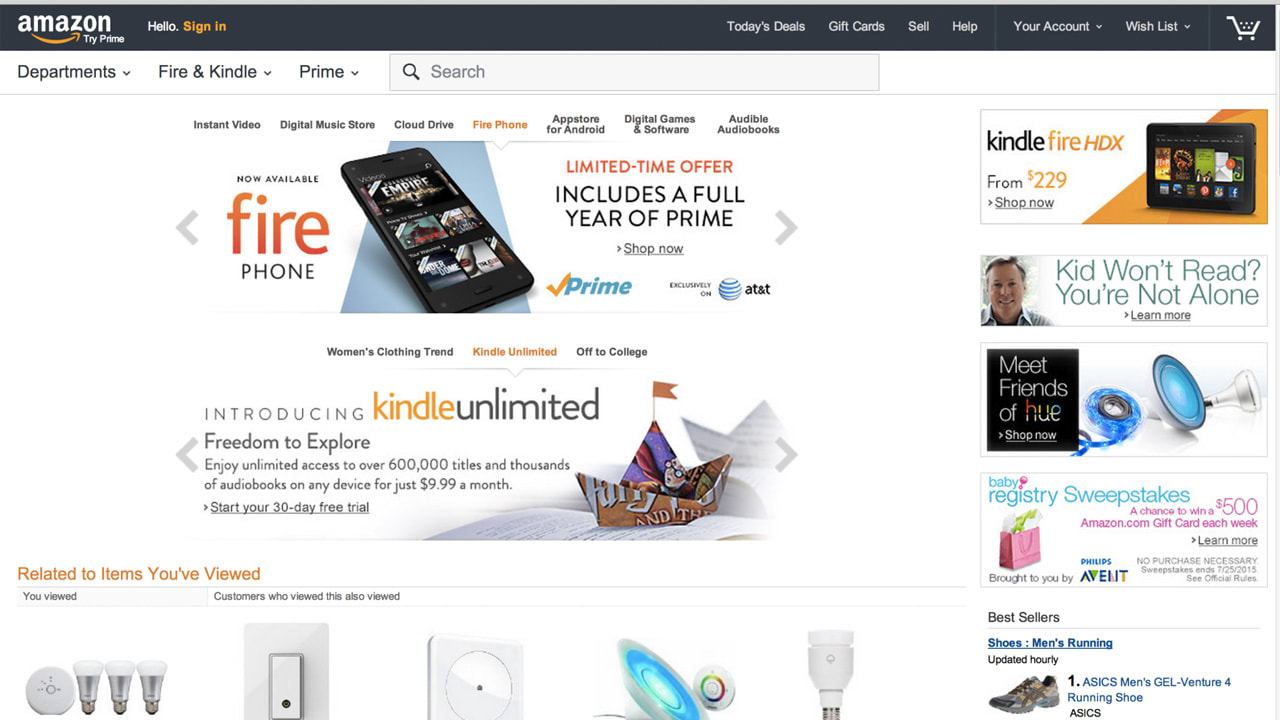 amazon
Try Prime
Hello. Sign in
Today's Deals
Gift Cards
Sell
Help
Your Account
Wish List
Departments
Fire & Kindle
Prime
Search
Instant Video
Digital Music Store
Cloud Drive
Fire Phone
Appstore
for Android
Digital Games
& Software
Audible
Audiobooks
NOW AVAILABLE
fire
PHONE
Videos
EMPIRE
UNDER
THE DOME
LIMITED-TIME OFFER
INCLUDES A FULL
YEAR OF PRIME
Shop now
Prime
EXCLUSIVELY
ON
at&t
Women's Clothing Trend
Kindle Unlimited
Off to College
INTRODUCING kindleunlimited
Freedom to Explore
Enjoy unlimited access to over 600,000 titles and thousands
of audiobooks on any device for just $9.99 a month.
Start your 30-day free trial
AND THE
kindle fire HDX
From $229
Shop now
Kid Won't Read?
You're Not Alone
Learn more
Meet
Friends
of hue
Shop now
baby
registry Sweepstakes
A chance to win a $500
Amazon.com Gift Card each week
Learn more
Brought to you by
PHILIPS
AVENT
NO PURCHASE NECESSARY.
Sweepstakes ends 7/25/2015.
See Official Rules.
Related to Items You've Viewed
You viewed
Customers who viewed this also viewed
Best Sellers
Shoes : Men's Running
Updated hourly
1. ASICS Men's GEL-Venture 4
Running Shoe
ASICS